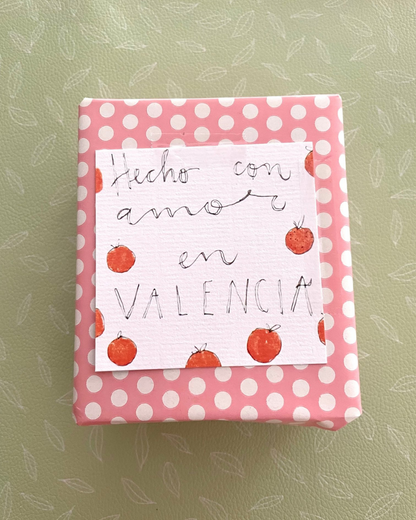 Hecho con
amor
en
VALENCIA